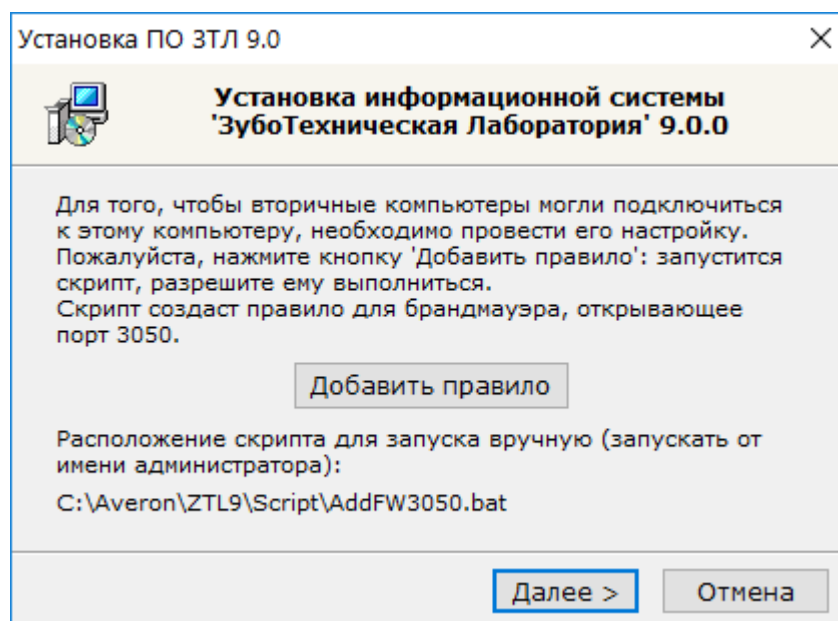 Установка ПО ЗТЛ 9.0
Установка информационной системы
'ЗубоТехническая Лаборатория' 9.0.0
Для того, чтобы вторичные компьютеры могли подключиться
к этому компьютеру, необходимо провести его настройку.
Пожалуйста, нажмите кнопку 'Добавить правило': запустится
скрипт, разрешите ему выполниться.
Скрипт создаст правило для брандмауэра, открывающее
порт 3050.
Добавить правило
Расположение скрипта для запуска вручную (запускать от
имени администратора):
C:\Averon\ZTL9\Script\AddFW3050.bat
Далее >
Отмена